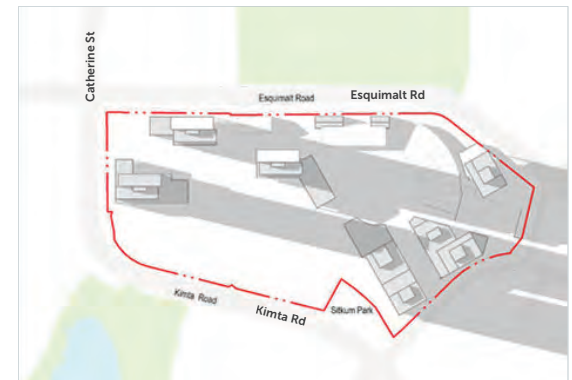 Catherine St
Esquimalt Road
Esquimalt Rd
Kimta Road
Kimta Rd
Sitkum Park